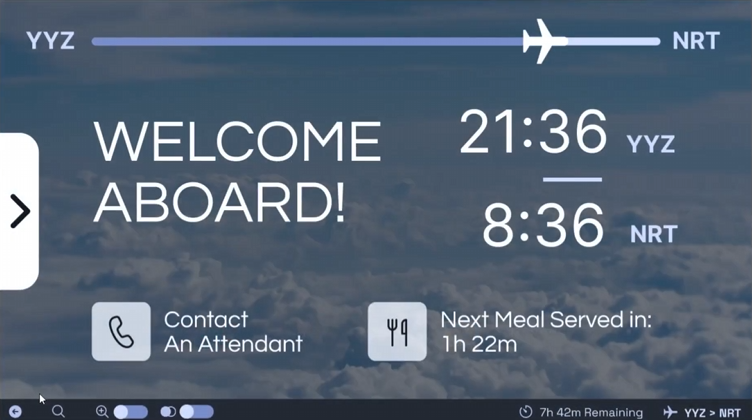 YYZ NRT
WELCOME
ABOARD!
21:36 YYZ
8:36 NRT
Contact
An Attendant
Next Meal Served in:
1h 22m
7h 42m Remaining
YYZ > NRT